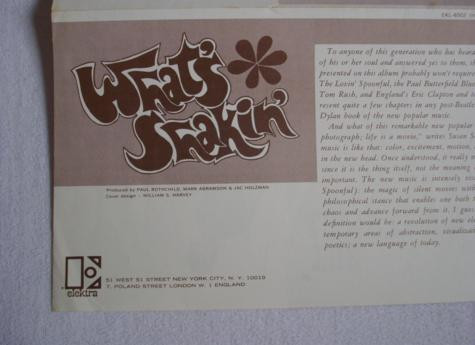 EKL-4002
What's Shakin'
To anyone of this generation who has hear
of his or her soul and answered yet to them, th
presented on this album probably won't require
The Lovin' Spoonful, the Paul Butterfield Blue
Tom Rush, and England's Eric Clapton and
resent quite a few chapters in any post-Beatle
Dylan book of the new popular music.
And what of this remarkable new popular
photograph; life is a movie," writes Susan
music is like that: color, excitement, motion,
in the new head. Once understood, it really
since it is the thing itself, not the meaning
important. The new music is intensely
Spoonful): the magic of silent movies
philosophical stance that enables one both
chaos and advance forward from it. I guess
definition would be: a revolution of new
temporary areas of abstraction, visualizat
poetics; a new language of today.
Produced by PAUL ROTHCHILD, MARK ABRAMSON & JAC HOLZMAN
Cover design - WILLIAM S. HARVEY
elektra
51 WEST 51 STREET NEW YORK CITY, N. Y. 10019
7, POLAND STREET LONDON W. 1 ENGLAND